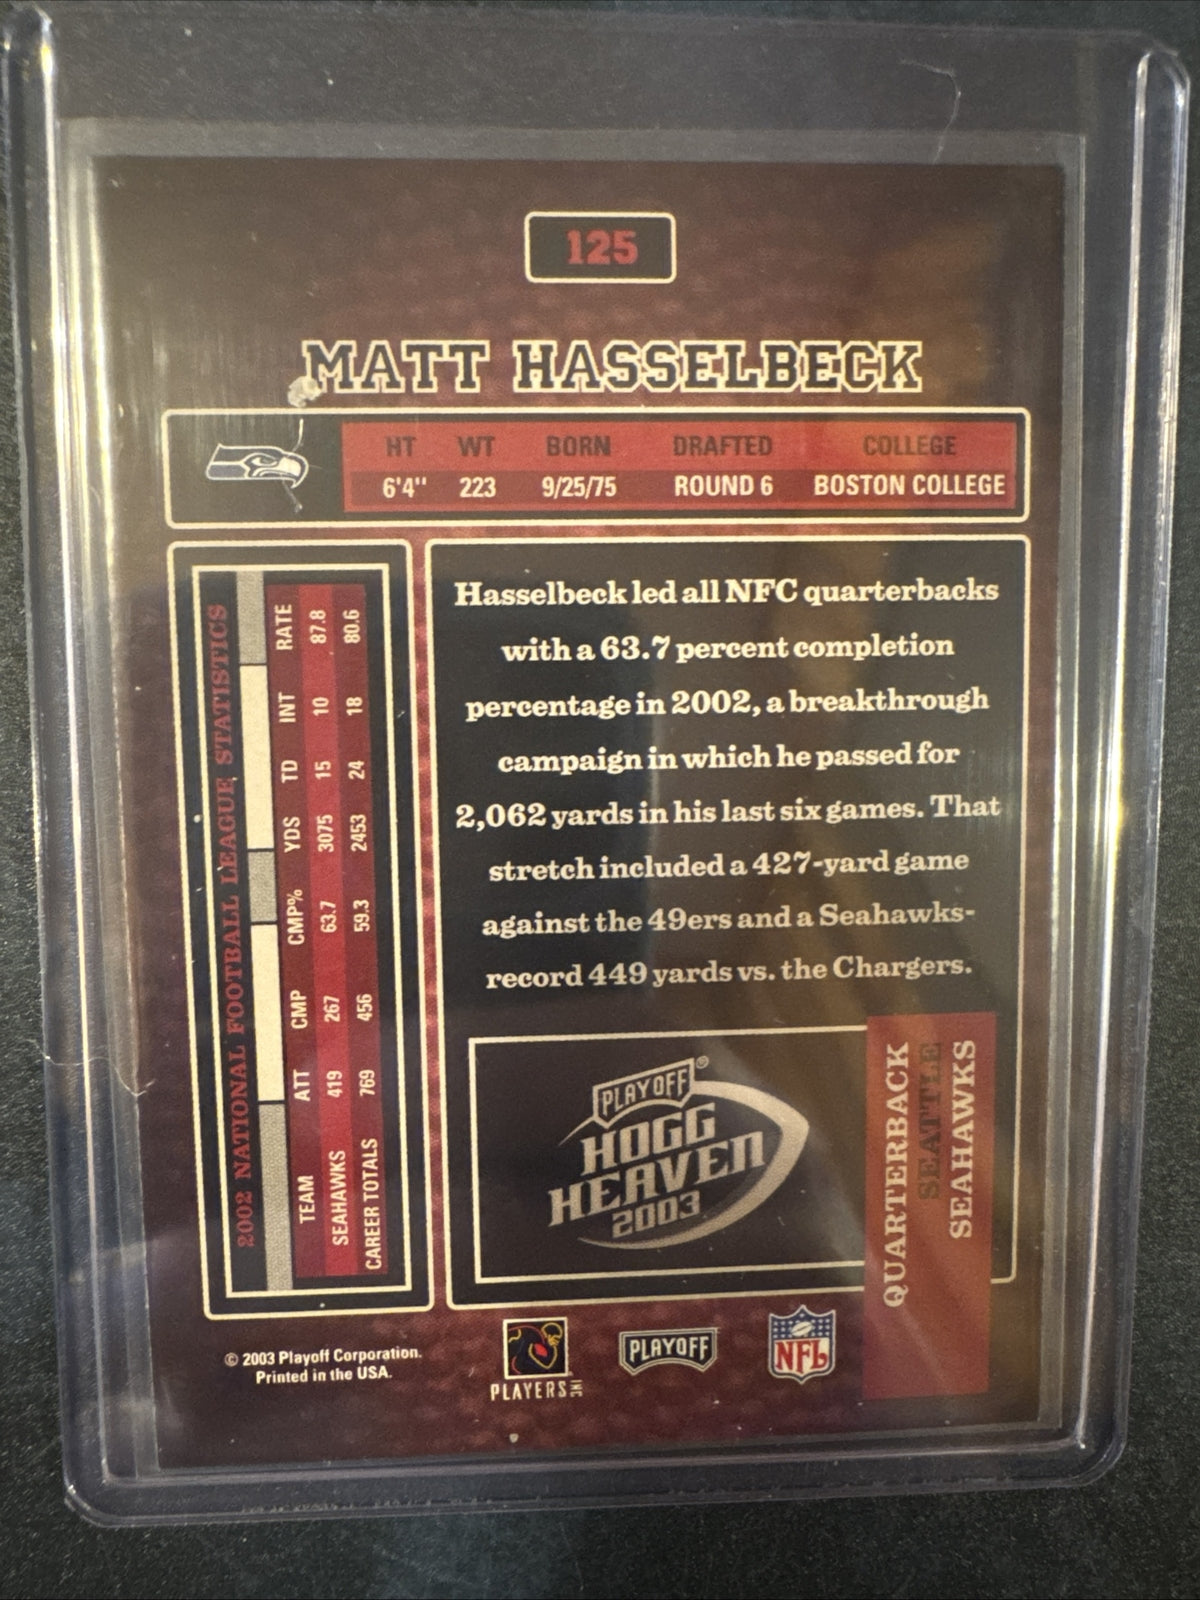 125
MATT HASSELBECK
HT WT BORN DRAFTED COLLEGE
6'4" 223 9/25/75 ROUND 6 BOSTON COLLEGE
2002 NATIONAL FOOTBALL LEAGUE STATISTICS
TEAM ATT CMP CMP% YDS TD INT RATE
SEAHAWKS 419 267 63.7 3075 15 10 87.8
CAREER TOTALS 769 456 59.3 2453 24 18 80.6
Hasselbeck led all NFC quarterbacks
with a 63.7 percent completion
percentage in 2002, a breakthrough
campaign in which he passed for
2,062 yards in his last six games. That
stretch included a 427-yard game
against the 49ers and a Seahawks-
record 449 yards vs. the Chargers.
PLAYOFF®
HOGG
HEAVEN
2003
QUARTERBACK
SEATTLE
SEAHAWKS
© 2003 Playoff Corporation.
Printed in the USA.
PLAYERS INC
PLAYOFF
NFL